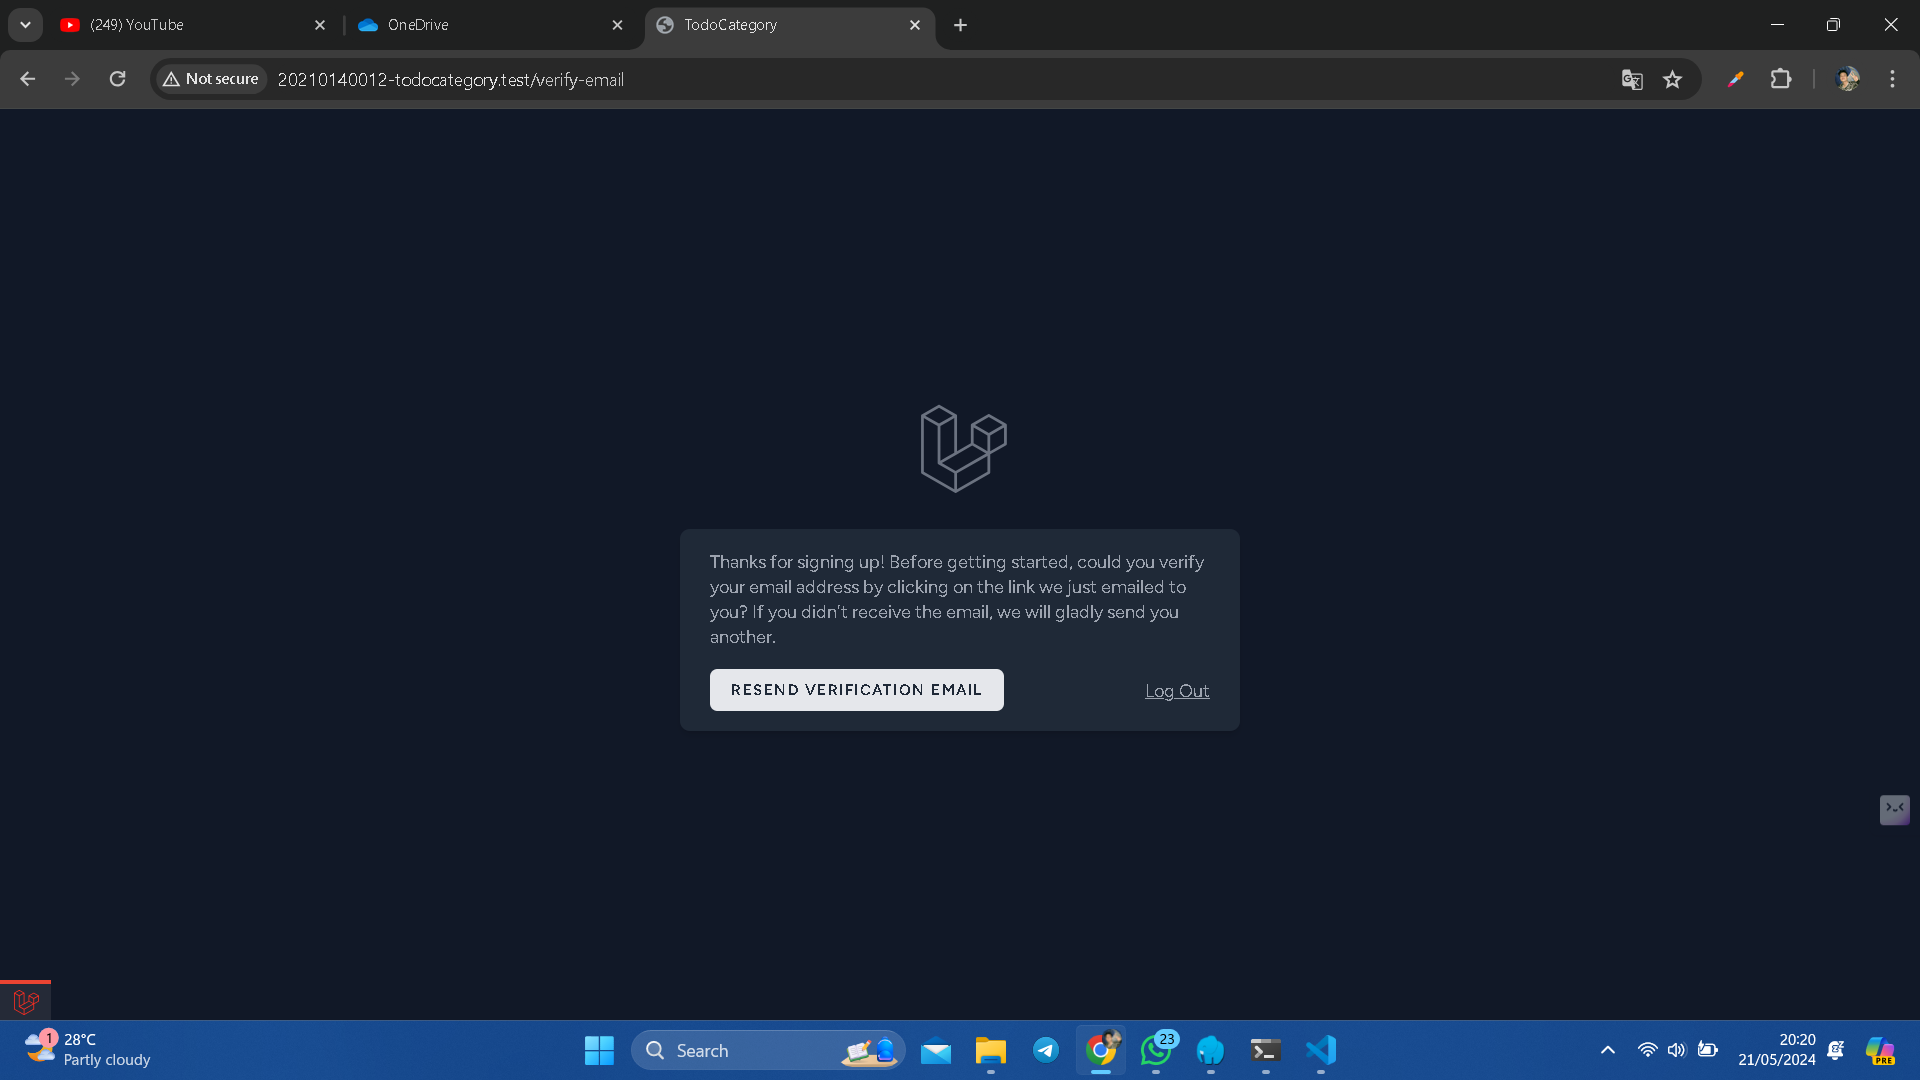 (249) YouTube
OneDrive
TodoCategory
Not secure
20210140012-todocategory.test/verify-email
Thanks for signing up! Before getting started, could you verify
your email address by clicking on the link we just emailed to
you? If you didn't receive the email, we will gladly send you
another.
RESEND VERIFICATION EMAIL
Log Out
1
28°C
Partly cloudy
Search
23
20:20
21/05/2024
PRE